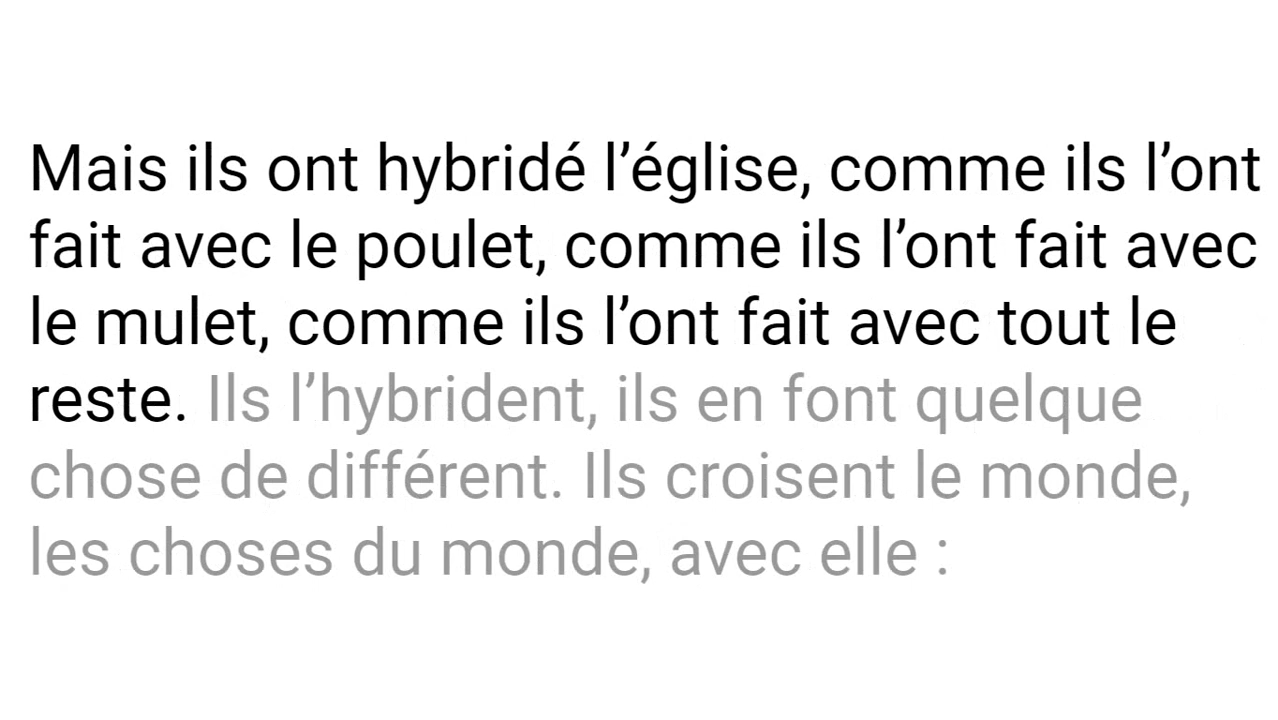 Mais ils ont hybridé l’église, comme ils l’ont
fait avec le poulet, comme ils l’ont fait avec
le mulet, comme ils l’ont fait avec tout le
reste. Ils l’hybrident, ils en font quelque
chose de différent. Ils croisent le monde,
les choses du monde, avec elle :